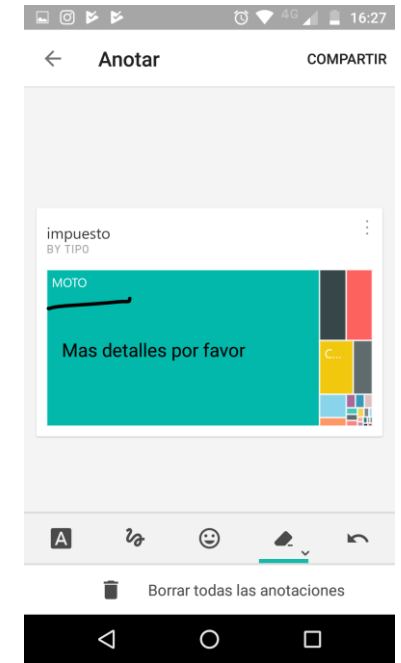 4G 16:27
Anotar COMPARTIR
impuesto
BY TIPO
MOTO
Mas detalles por favor
C...
A
Borrar todas las anotaciones